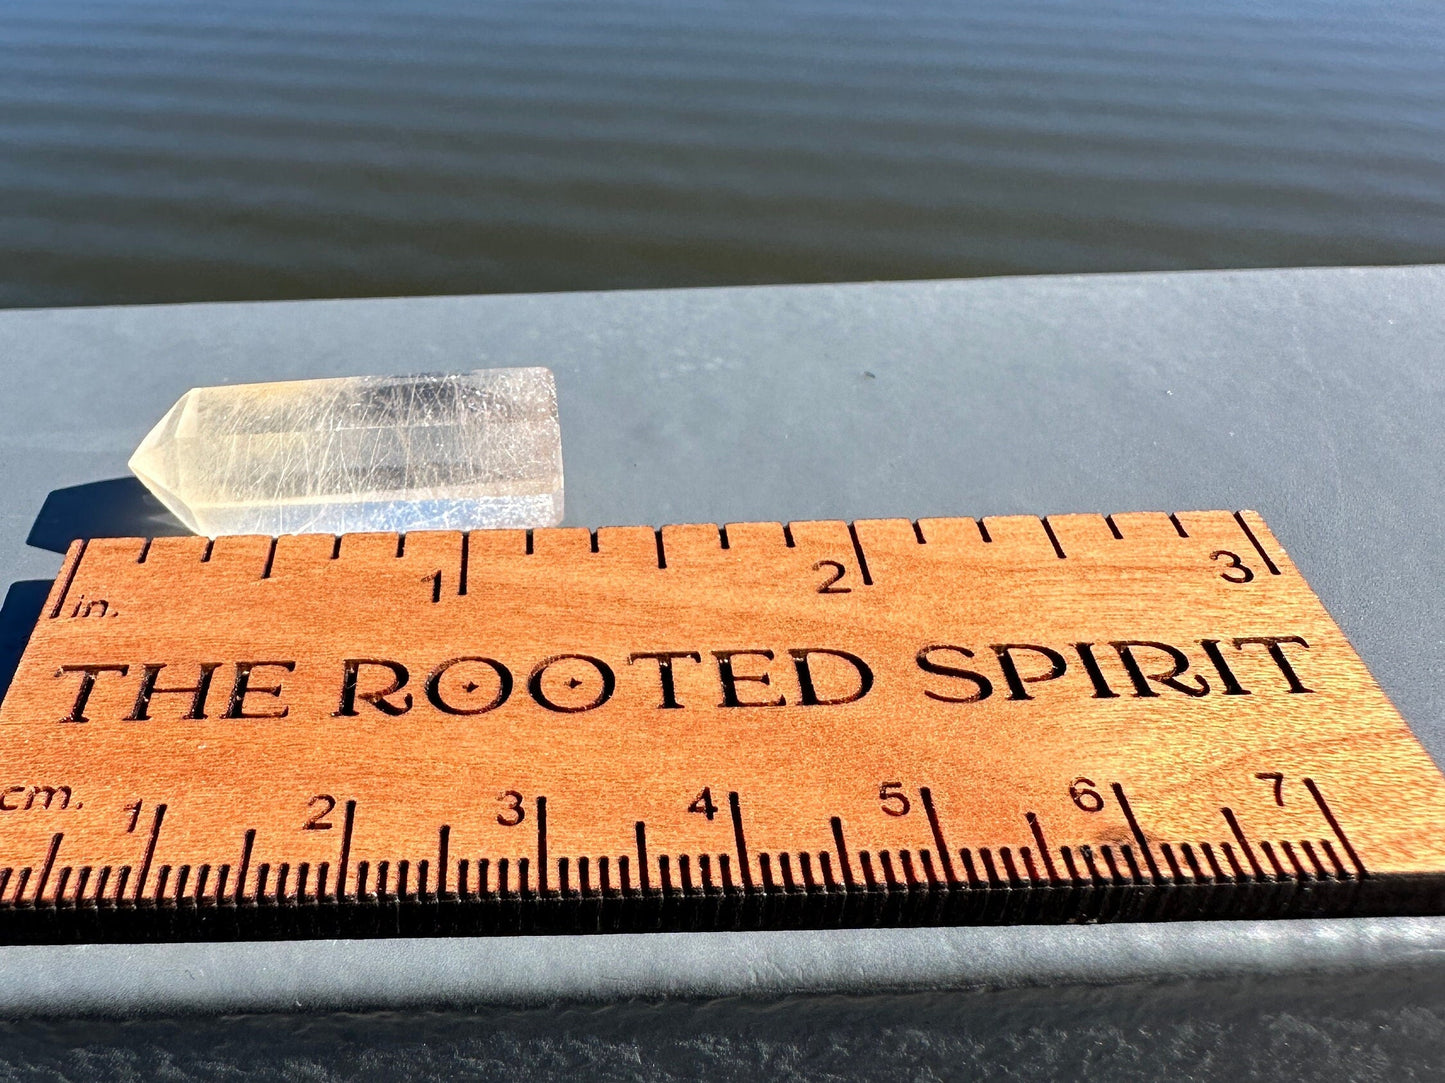 1 2 3
in.
THE ROOTED SPIRIT
cm. 1 2 3 4 5 6 7